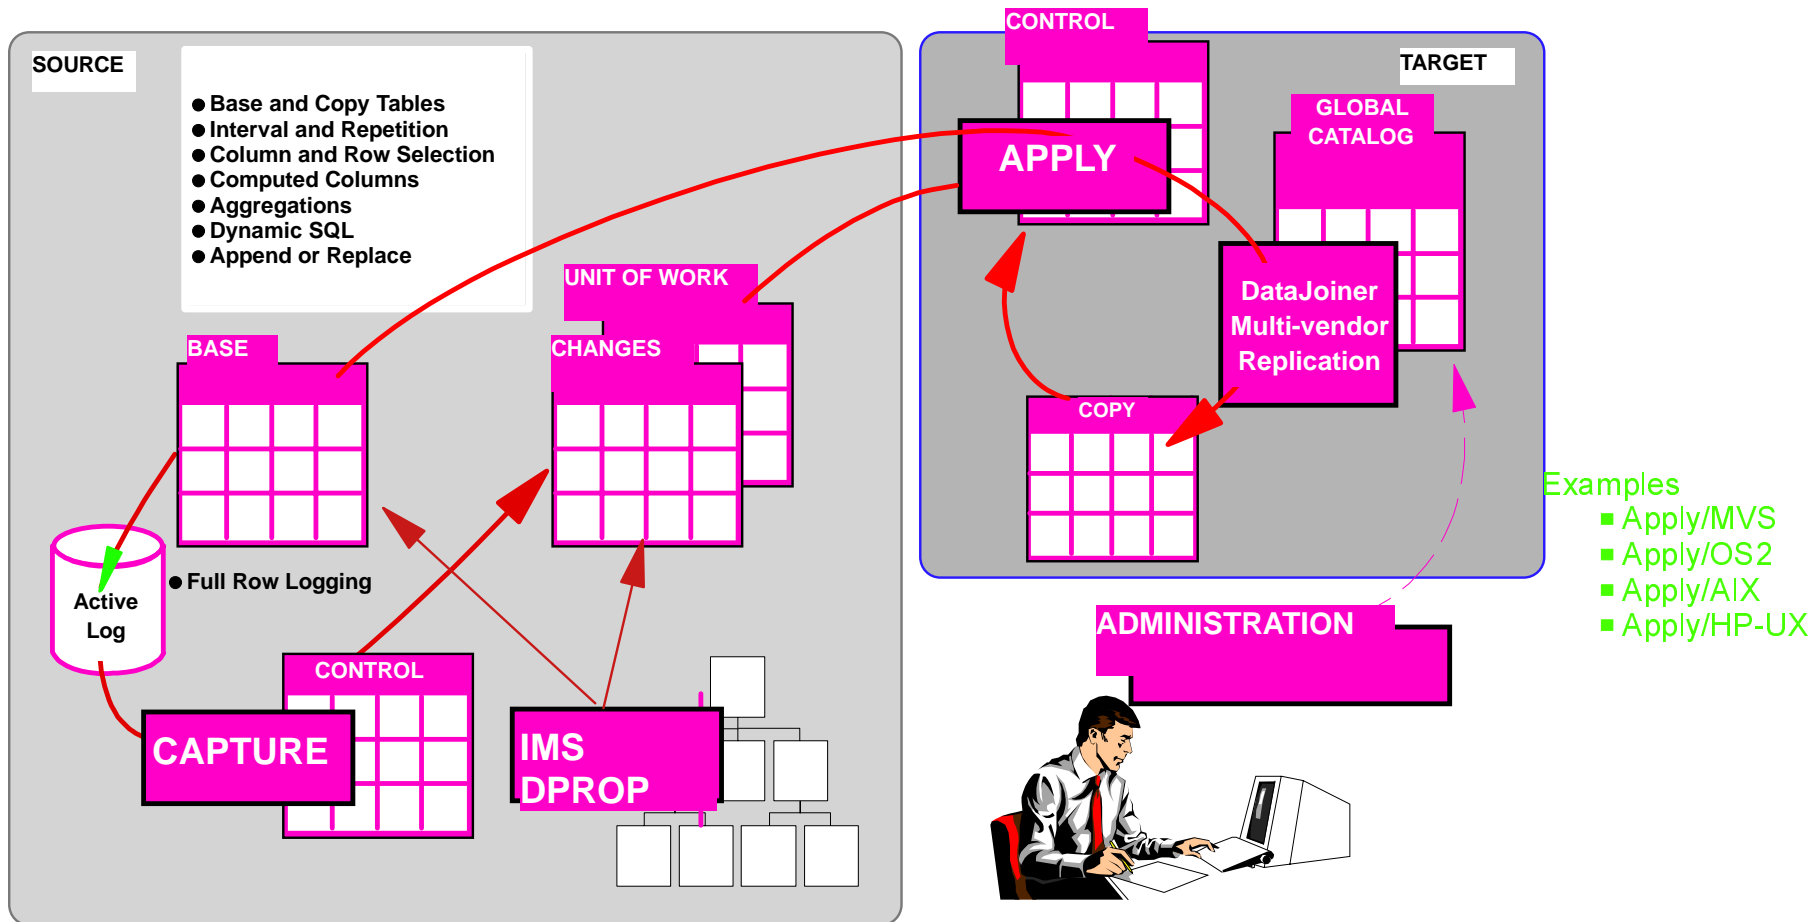 SOURCE
● Base and Copy Tables
● Interval and Repetition
● Column and Row Selection
● Computed Columns
● Aggregations
● Dynamic SQL
● Append or Replace
UNIT OF WORK
BASE
CHANGES
Active
Log
● Full Row Logging
CONTROL
CAPTURE
IMS
DPROP
CONTROL
TARGET
APPLY
GLOBAL
CATALOG
DataJoiner
Multi-vendor
Replication
COPY
ADMINISTRATION
Examples
■ Apply/MVS
■ Apply/OS2
■ Apply/AIX
■ Apply/HP-UX